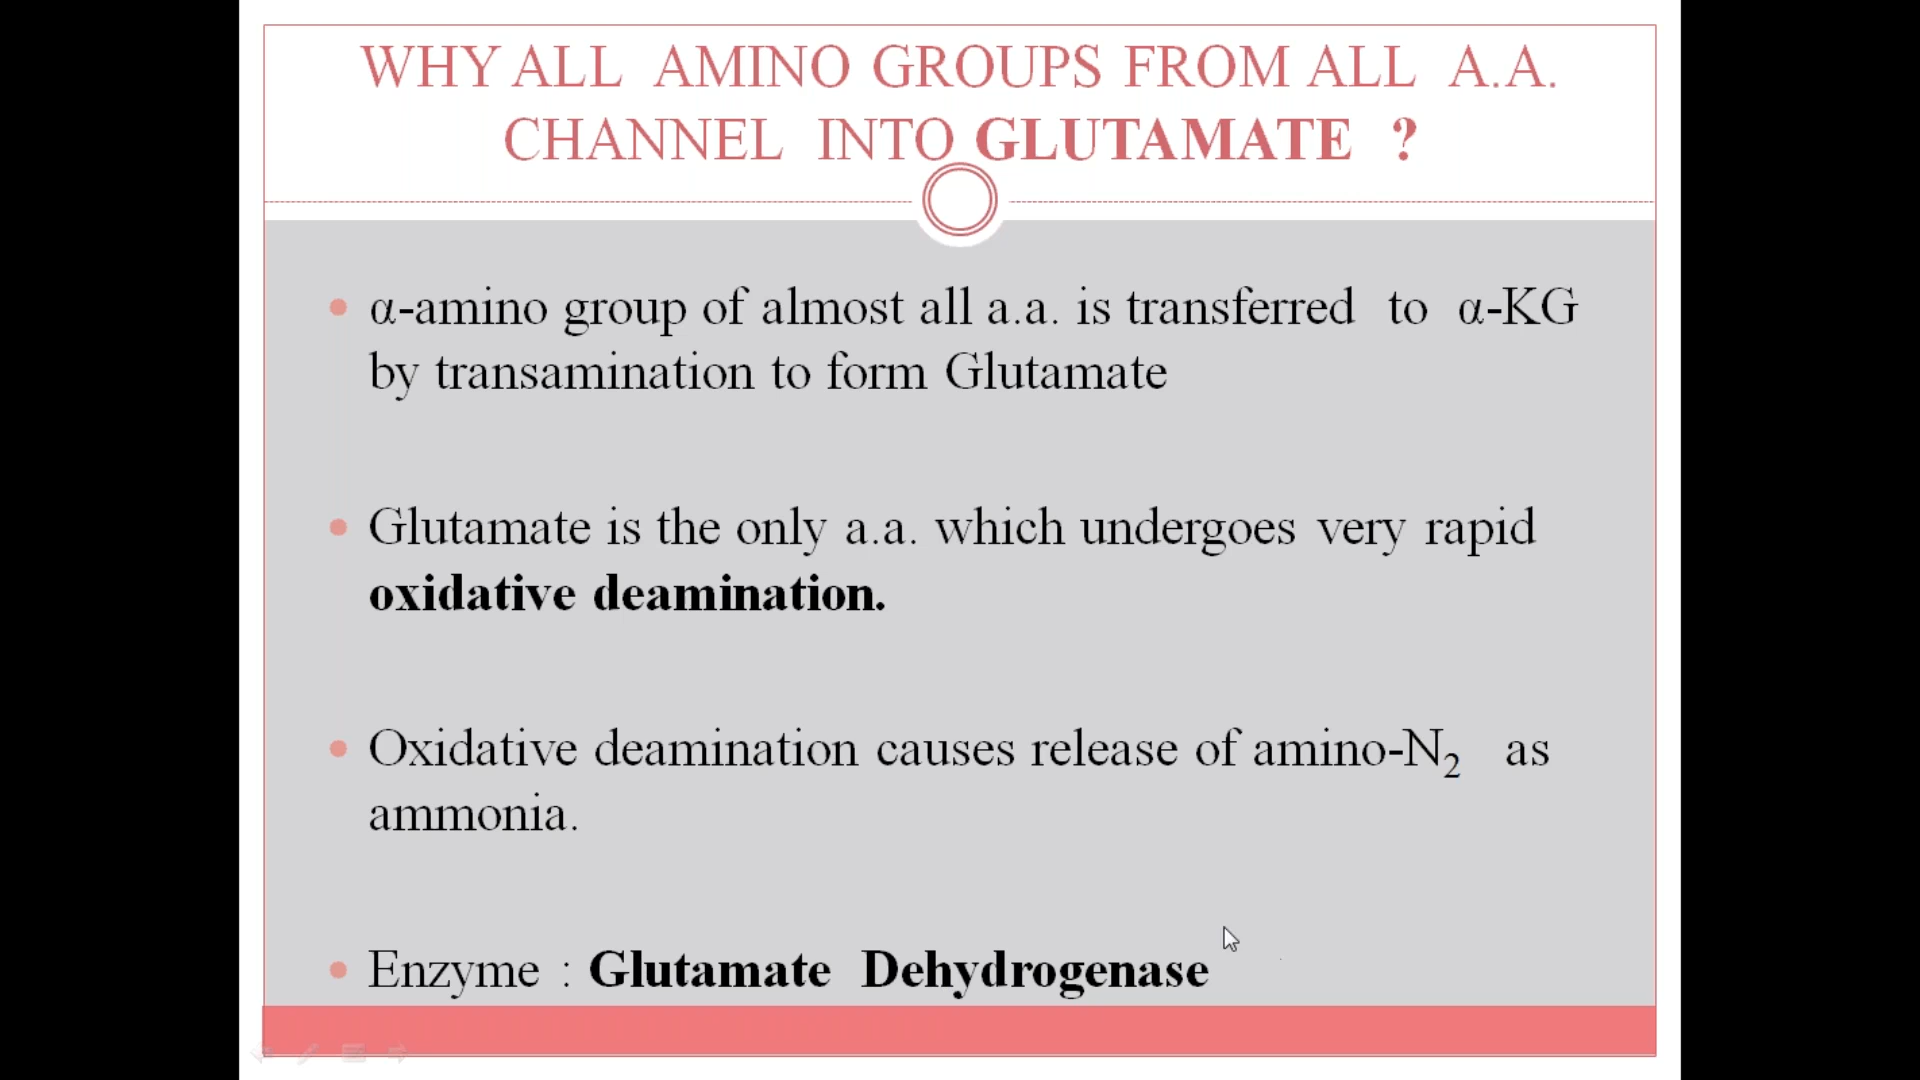 WHY ALL AMINO GROUPS FROM ALL A.A.
CHANNEL INTO GLUTAMATE ?
• α-amino group of almost all a.a. is transferred to α-KG
by transamination to form Glutamate
• Glutamate is the only a.a. which undergoes very rapid
oxidative deamination.
• Oxidative deamination causes release of amino-N₂ as
ammonia.
• Enzyme : Glutamate Dehydrogenase